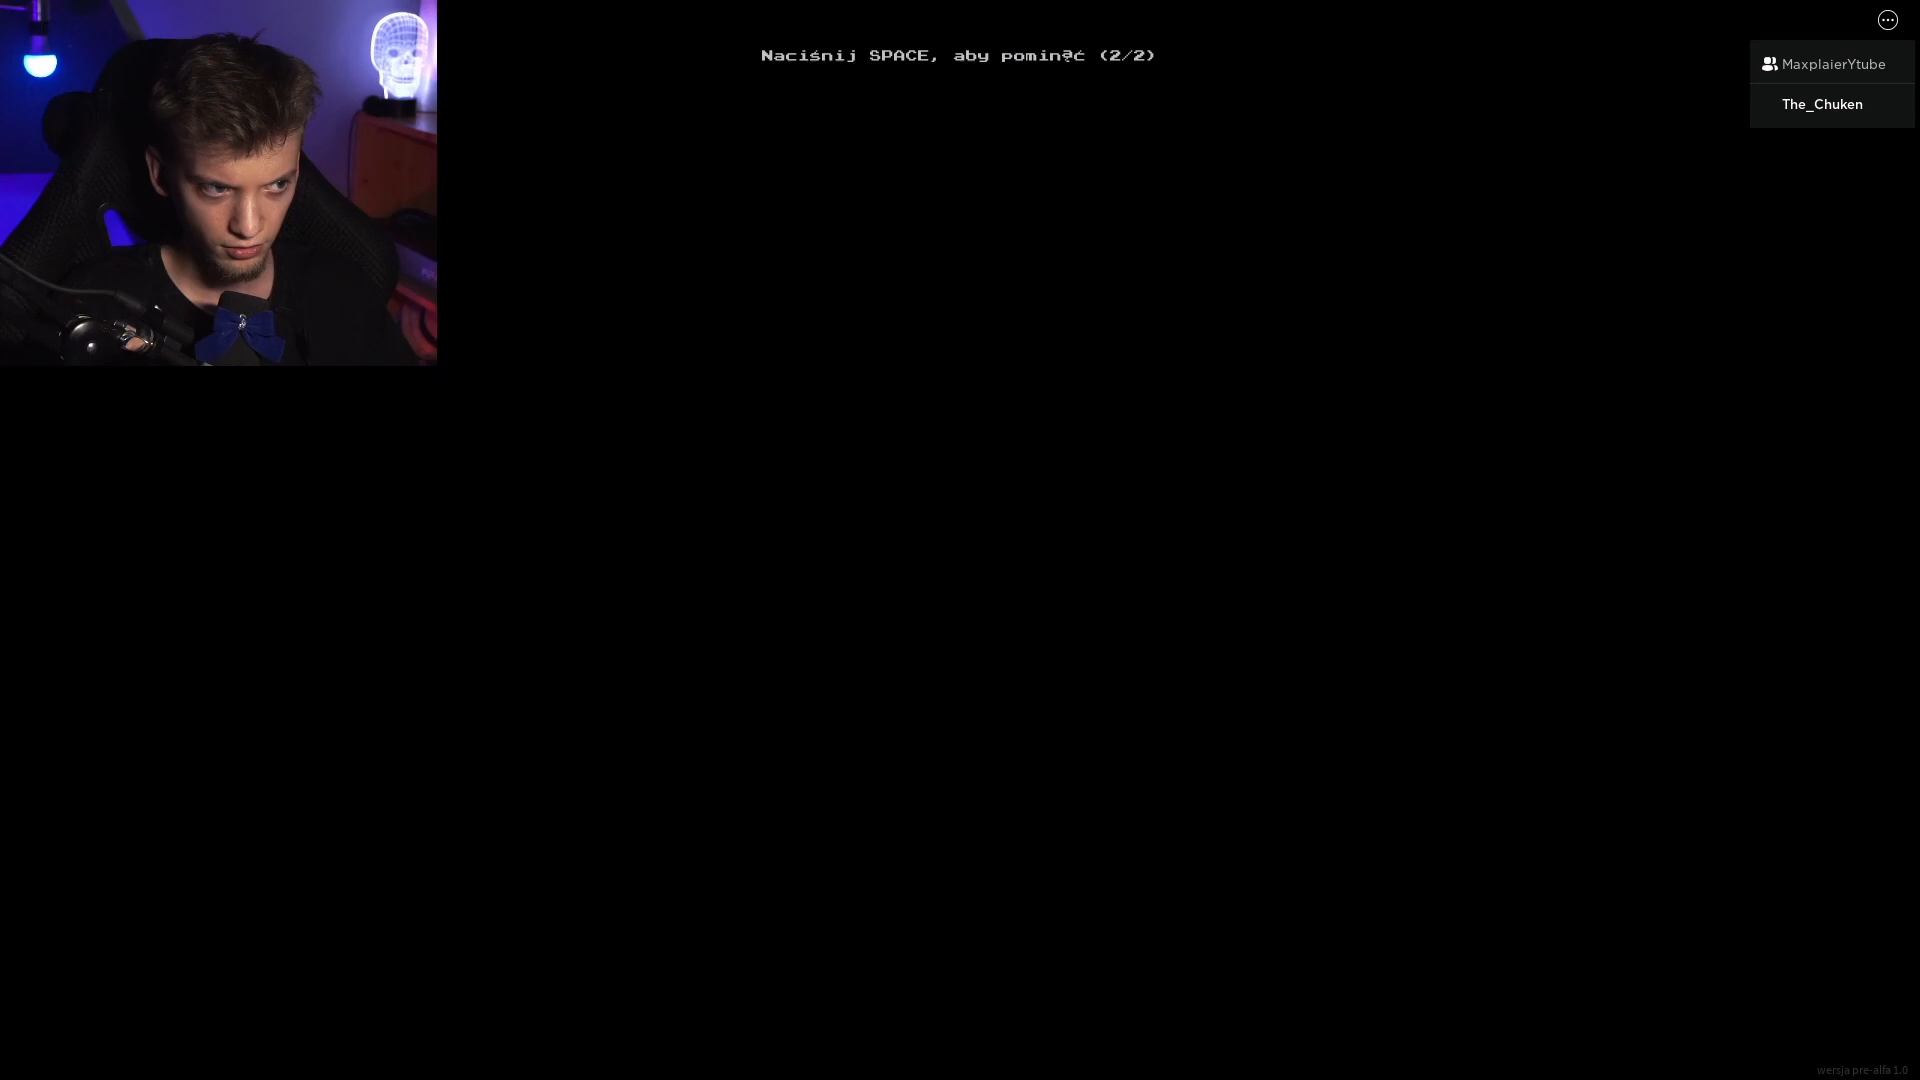 Naciśnij SPACE, aby pomin?ć (2/2)
MaxplaierYtube
The_Chuken
wersja pre-alfa 1.0